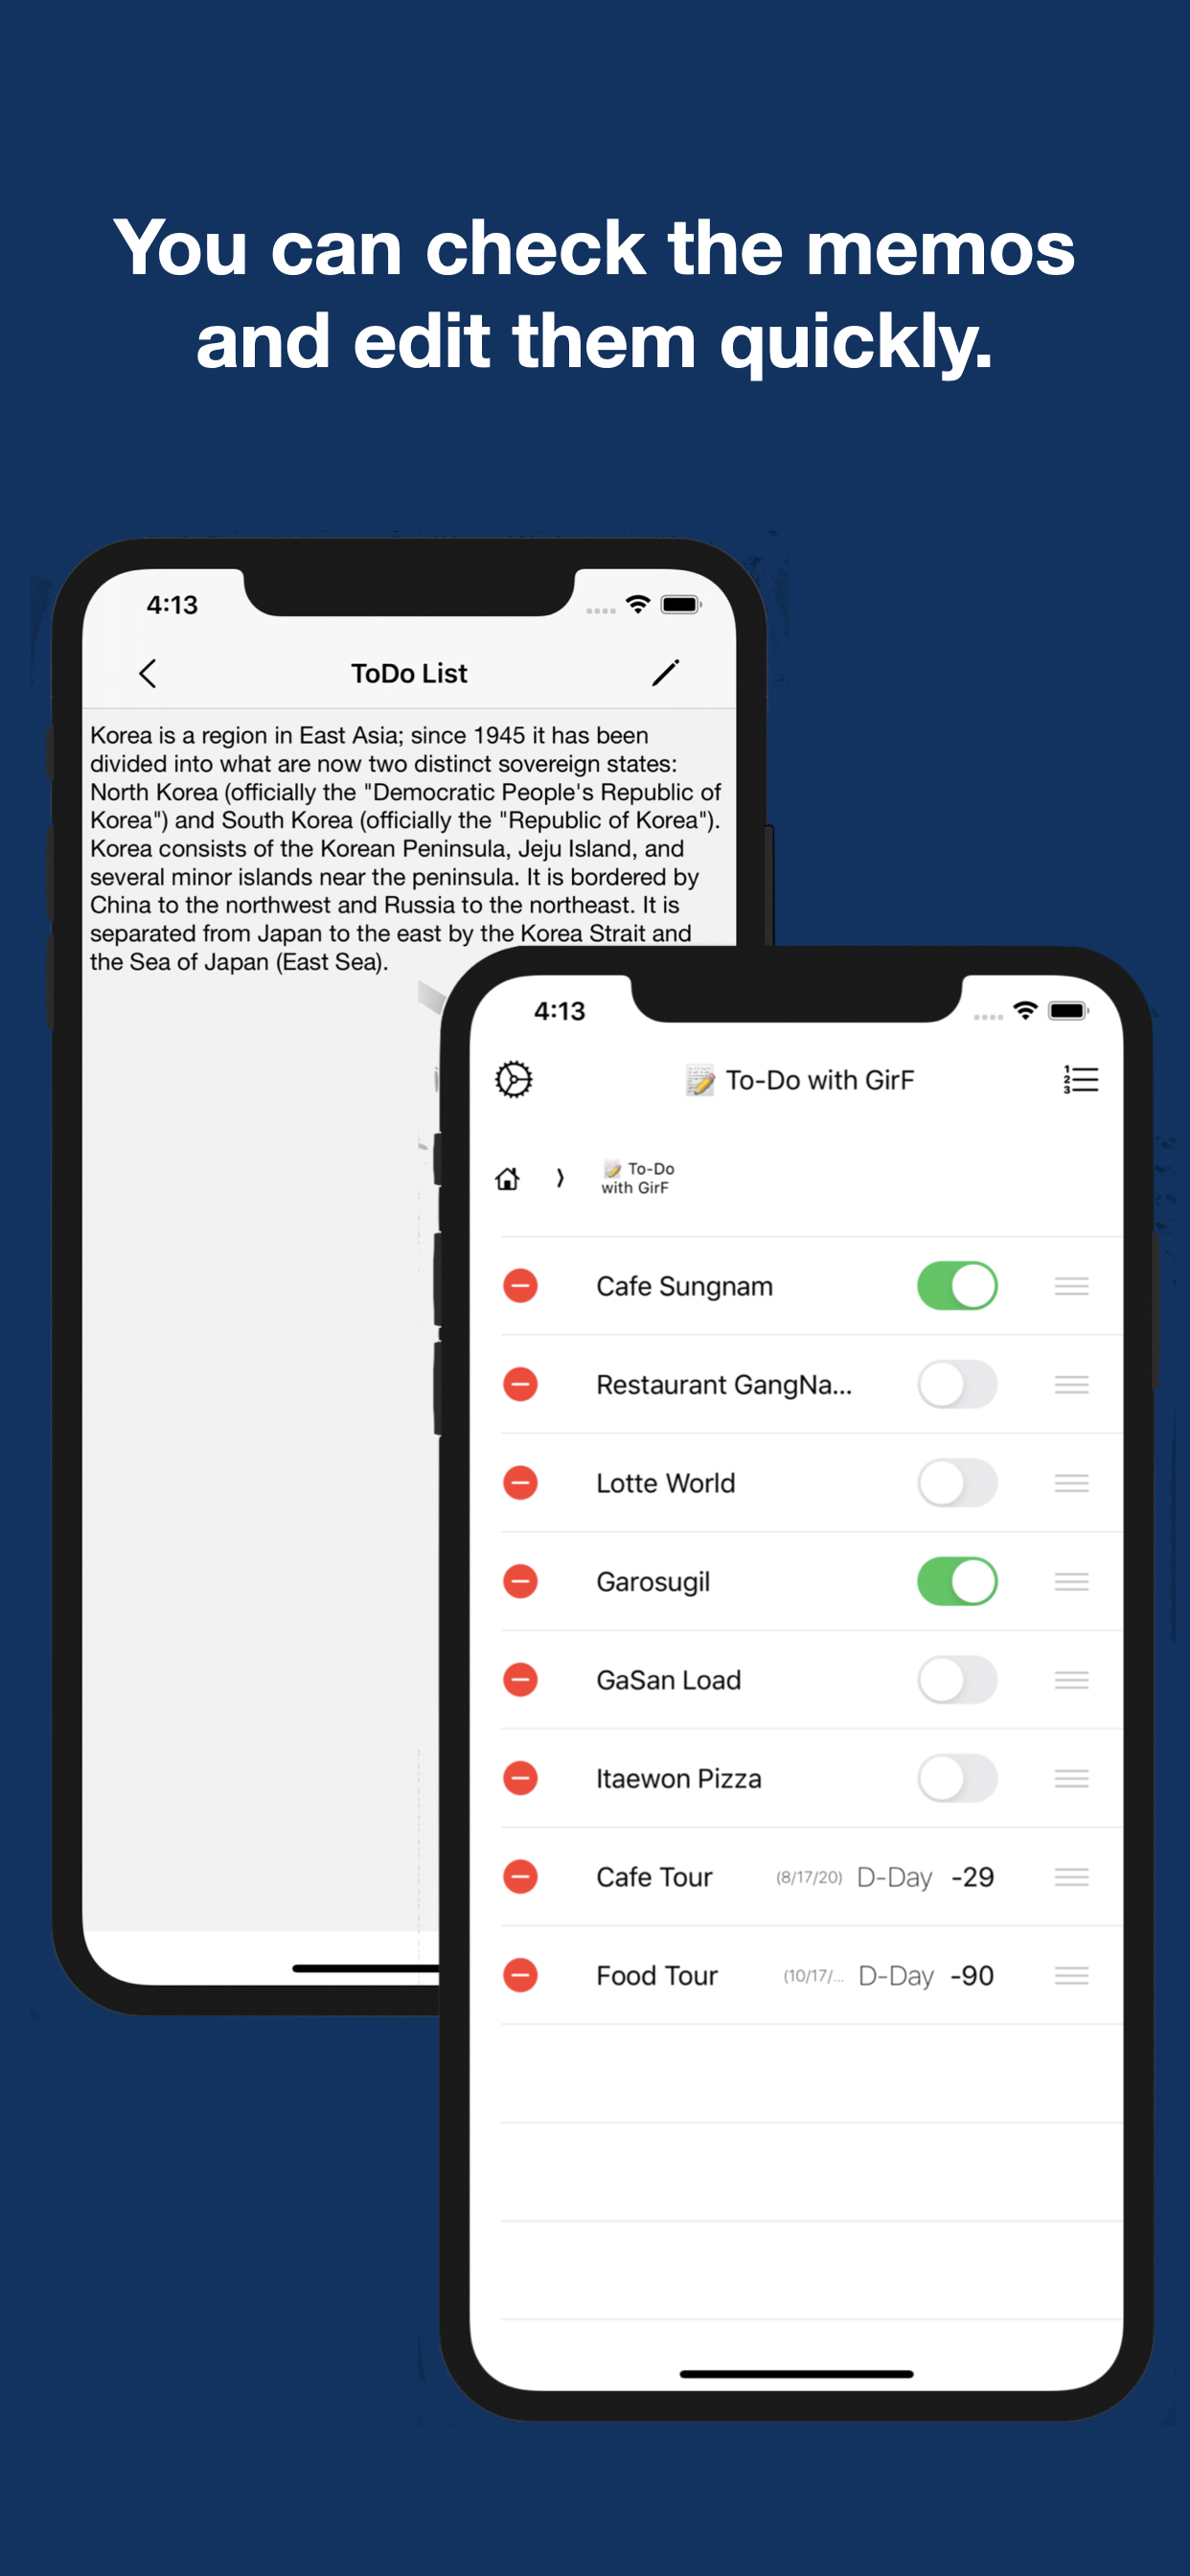 You can check the memos
and edit them quickly.
4:13
ToDo List
Korea is a region in East Asia; since 1945 it has been
divided into what are now two distinct sovereign states:
North Korea (officially the "Democratic People's Republic of
Korea") and South Korea (officially the "Republic of Korea").
Korea consists of the Korean Peninsula, Jeju Island, and
several minor islands near the peninsula. It is bordered by
China to the northwest and Russia to the northeast. It is
separated from Japan to the east by the Korea Strait and
the Sea of Japan (East Sea).
4:13
To-Do with GirF
To-Do
with GirF
Cafe Sungnam
Restaurant GangNa...
Lotte World
Garosugil
GaSan Load
Itaewon Pizza
Cafe Tour (8/17/20) D-Day -29
Food Tour (10/17/... D-Day -90